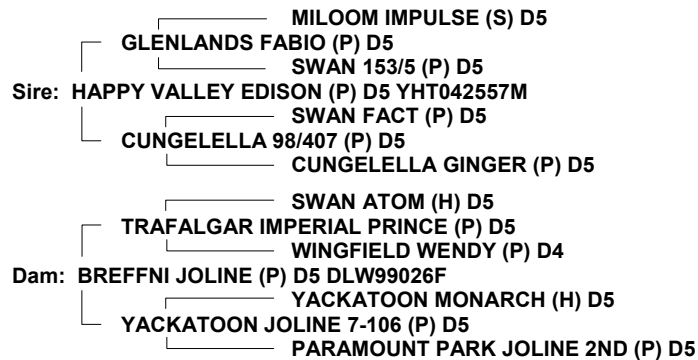 MILOOM IMPULSE (S) D5
GLENLANDS FABIO (P) D5
SWAN 153/5 (P) D5
Sire: HAPPY VALLEY EDISON (P) D5 YHT042557M
SWAN FACT (P) D5
CUNGELELLA 98/407 (P) D5
CUNGELELLA GINGER (P) D5
SWAN ATOM (H) D5
TRAFALGAR IMPERIAL PRINCE (P) D5
WINGFIELD WENDY (P) D4
Dam: BREFFNI JOLINE (P) D5 DLW99026F
YACKATOON MONARCH (H) D5
YACKATOON JOLINE 7-106 (P) D5
PARAMOUNT PARK JOLINE 2ND (P) D5